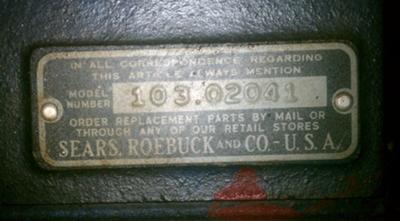 IN ALL CORRESPONDENCE REGARDING
THIS ARTICLE ALWAYS MENTION
MODEL NUMBER 103.02041
ORDER REPLACEMENT PARTS BY MAIL OR
THROUGH ANY OF OUR RETAIL STORES
SEARS, ROEBUCK AND CO. - U.S.A.